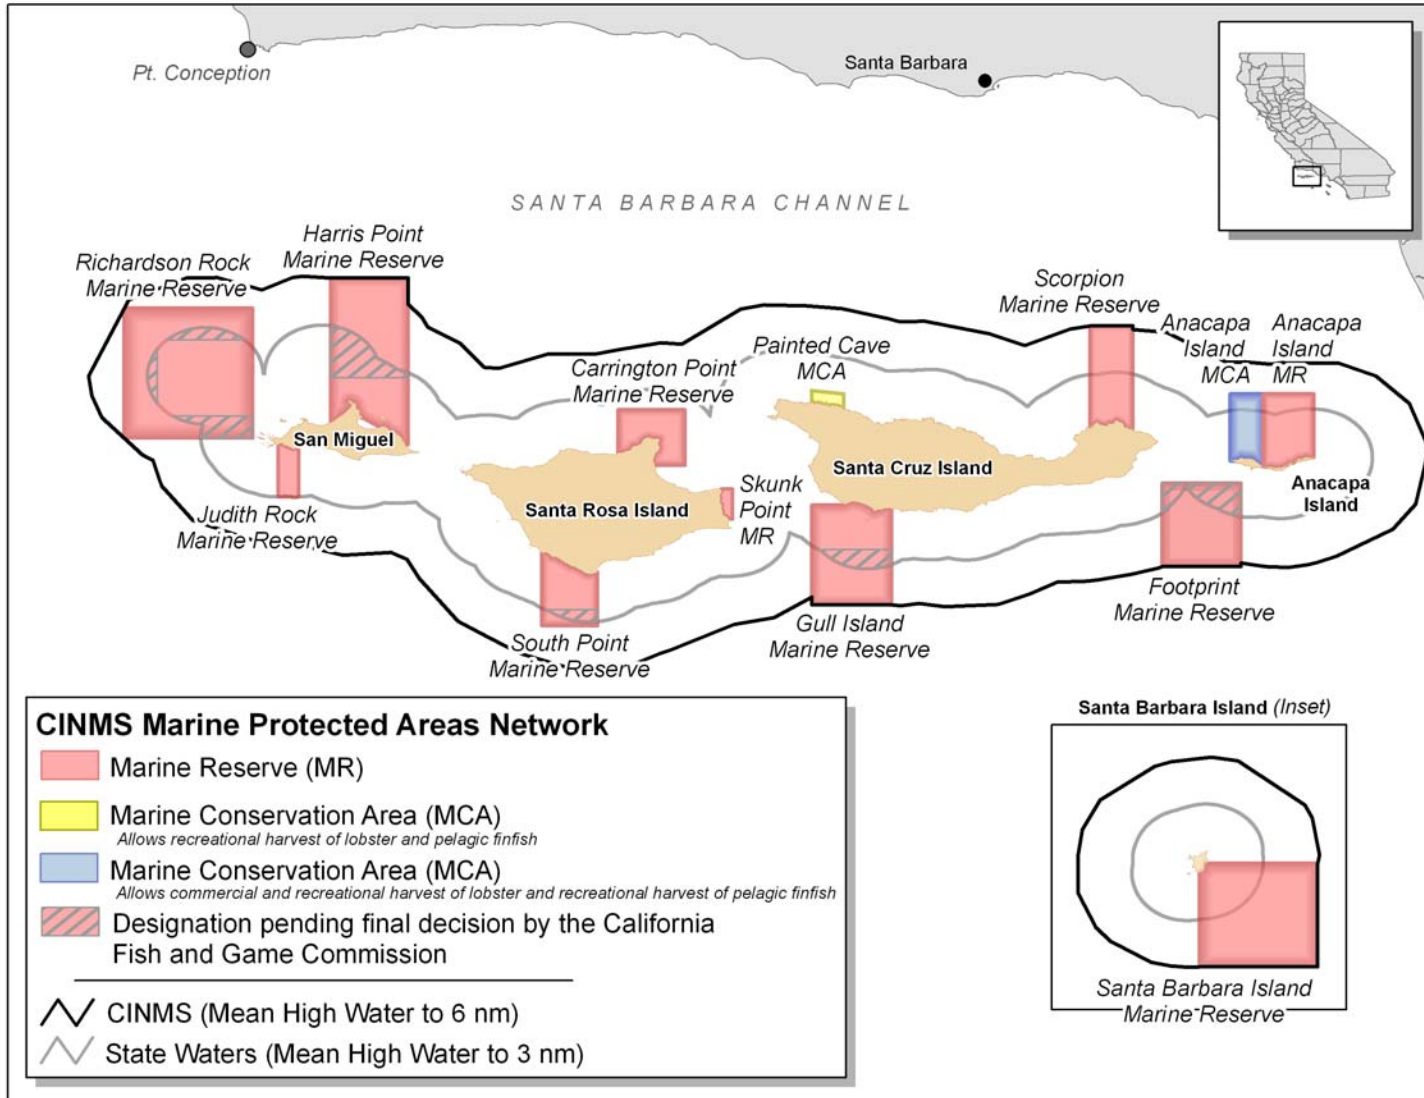 Pt. Conception
Santa Barbara
SANTA BARBARA CHANNEL
Richardson Rock
Marine Reserve
Harris Point
Marine Reserve
Scorpion
Marine Reserve
Anacapa
Island
MCA
Anacapa
Island
MR
Painted Cave
MCA
Carrington Point
Marine Reserve
San Miguel
Santa Cruz Island
Santa Rosa Island
Skunk
Point
MR
Anacapa
Island
Judith Rock
Marine Reserve
South Point
Marine Reserve
Gull Island
Marine Reserve
Footprint
Marine Reserve
CINMS Marine Protected Areas Network
Marine Reserve (MR)
Marine Conservation Area (MCA)
Allows recreational harvest of lobster and pelagic finfish
Marine Conservation Area (MCA)
Allows commercial and recreational harvest of lobster and recreational harvest of pelagic finfish
Designation pending final decision by the California
Fish and Game Commission
CINMS (Mean High Water to 6 nm)
State Waters (Mean High Water to 3 nm)
Santa Barbara Island (Inset)
Santa Barbara Island
Marine Reserve